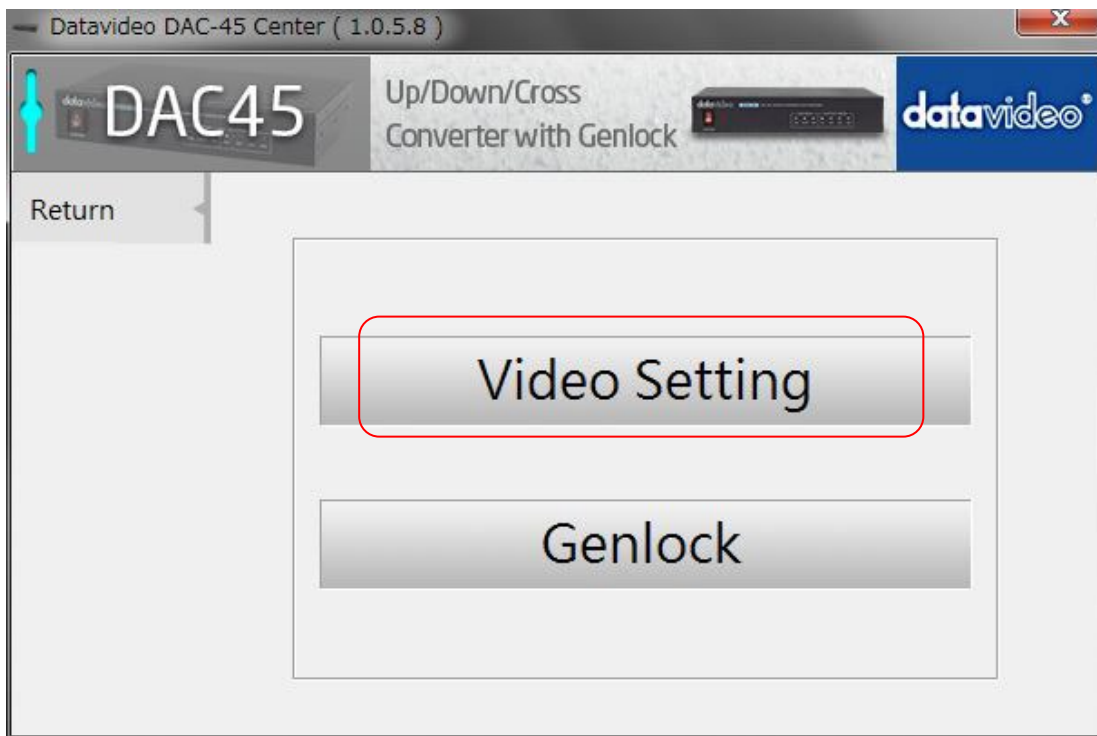 Datavideo DAC-45 Center ( 1.0.5.8 )
DAC45
Up/Down/Cross
Converter with Genlock
datavideo
Return
Video Setting
Genlock